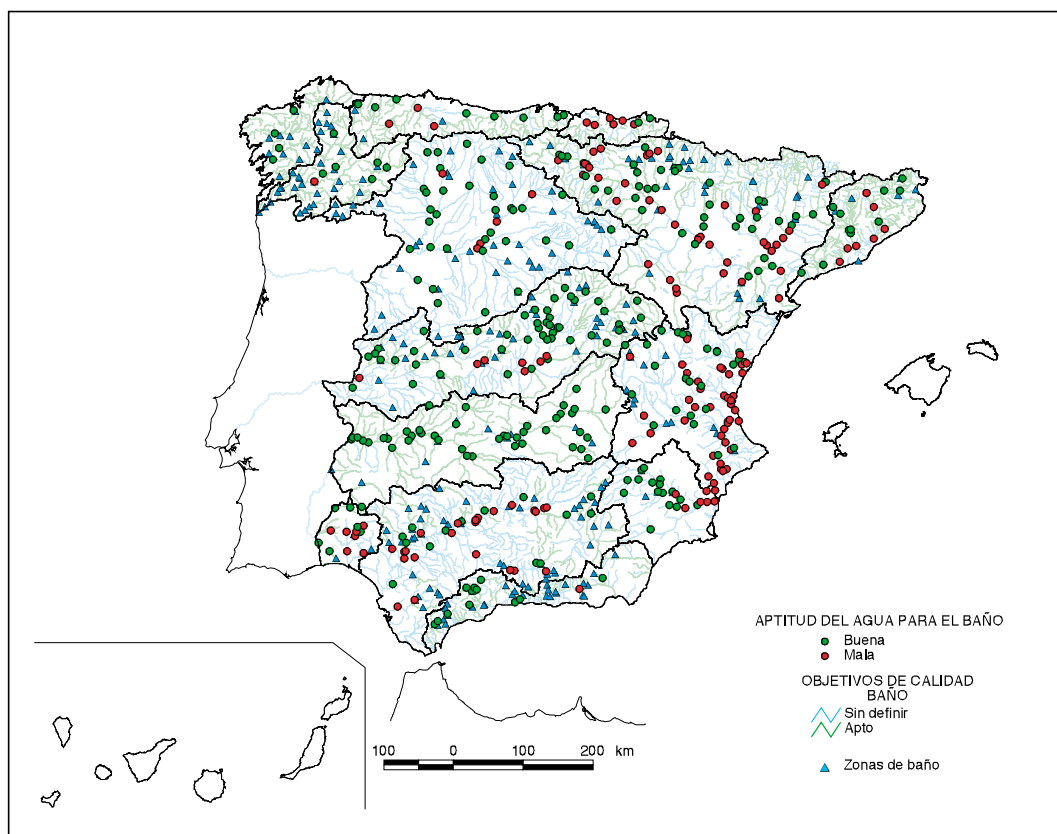 APTITUD DEL AGUA PARA EL BAÑO
Buena
Mala
OBJETIVOS DE CALIDAD
BAÑO
Sin definir
Apto
Zonas de baño
100 0 100 200 km